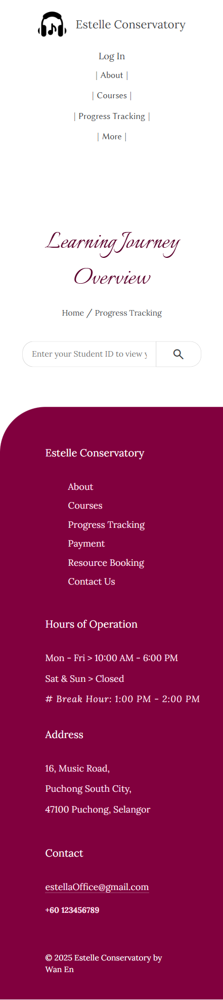 Estelle Conservatory
Log In
| About |
| Courses |
| Progress Tracking |
| More |
Learning Journey
Overview
Home / Progress Tracking
Enter your Student ID to view y
Estelle Conservatory
About
Courses
Progress Tracking
Payment
Resource Booking
Contact Us
Hours of Operation
Mon - Fri > 10:00 AM - 6:00 PM
Sat & Sun > Closed
# Break Hour: 1:00 PM - 2:00 PM
Address
16, Music Road,
Puchong South City,
47100 Puchong, Selangor
Contact
estellaOffice@gmail.com
+60 123456789
© 2025 Estelle Conservatory by
Wan En